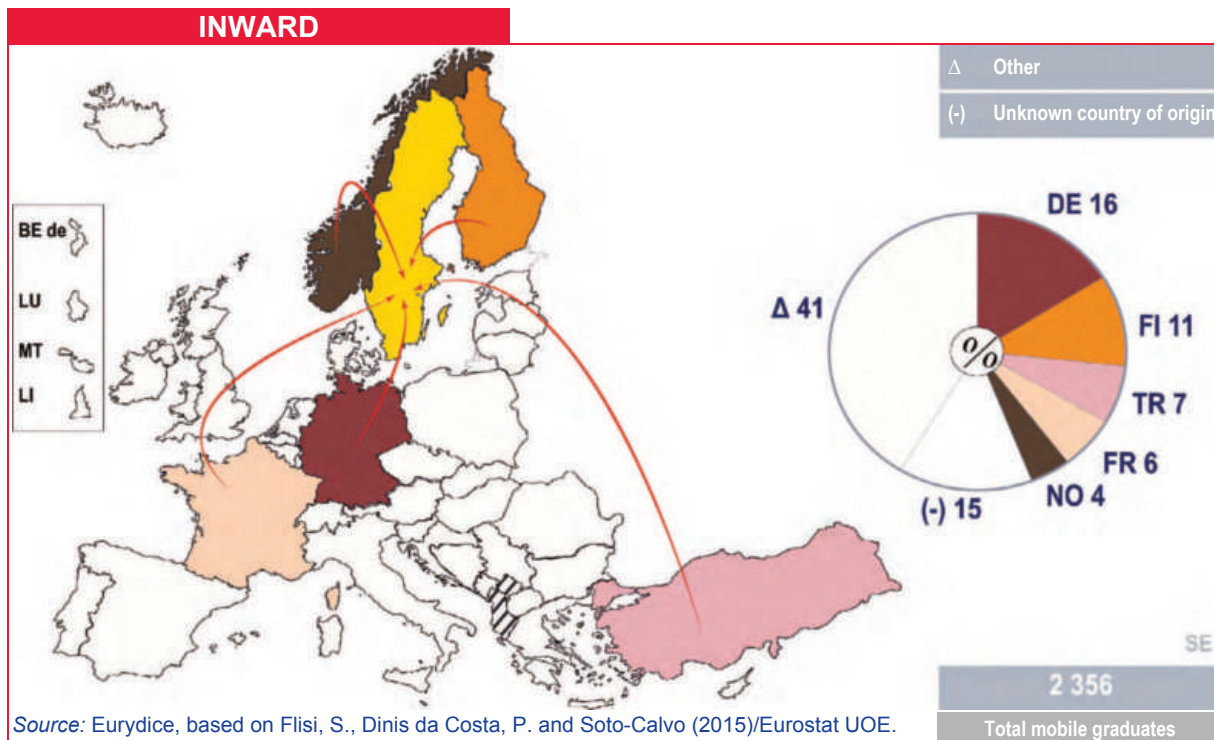 INWARD
Δ Other
(-) Unknown country of origin
BE de
LU
MT
LI
DE 16
FI 11
TR 7
FR 6
NO 4
(-) 15
Δ 41
%
SE
2 356
Total mobile graduates
Source: Eurydice, based on Flisi, S., Dinis da Costa, P. and Soto-Calvo (2015)/Eurostat UOE.